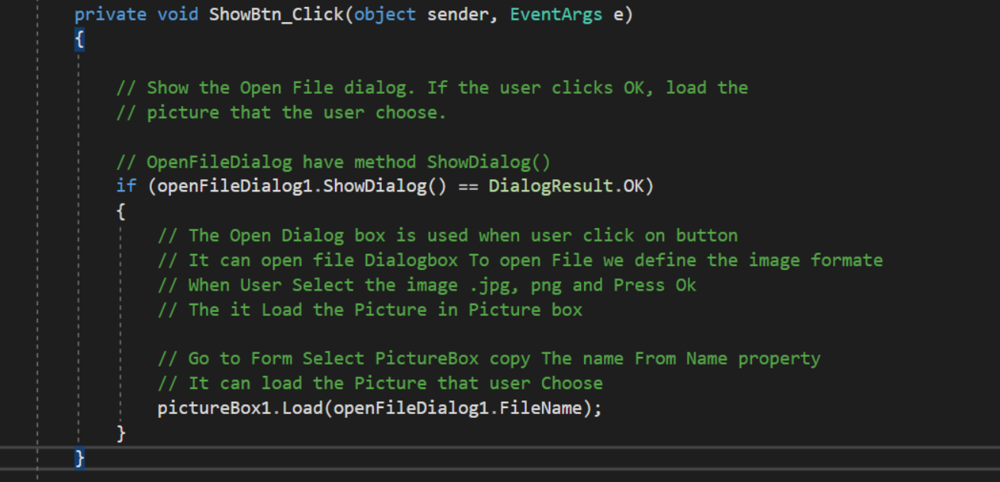 private void ShowBtn_Click(object sender, EventArgs e)
{
// Show the Open File dialog. If the user clicks OK, load the
// picture that the user choose.
// OpenFileDialog have method ShowDialog()
if (openFileDialog1.ShowDialog() == DialogResult.OK)
{
// The Open Dialog box is used when user click on button
// It can open file Dialogbox To open File we define the image formate
// When User Select the image .jpg, png and Press Ok
// The it Load the Picture in Picture box
// Go to Form Select PictureBox copy The name From Name property
// It can load the Picture that user Choose
pictureBox1.Load(openFileDialog1.FileName);
}
}